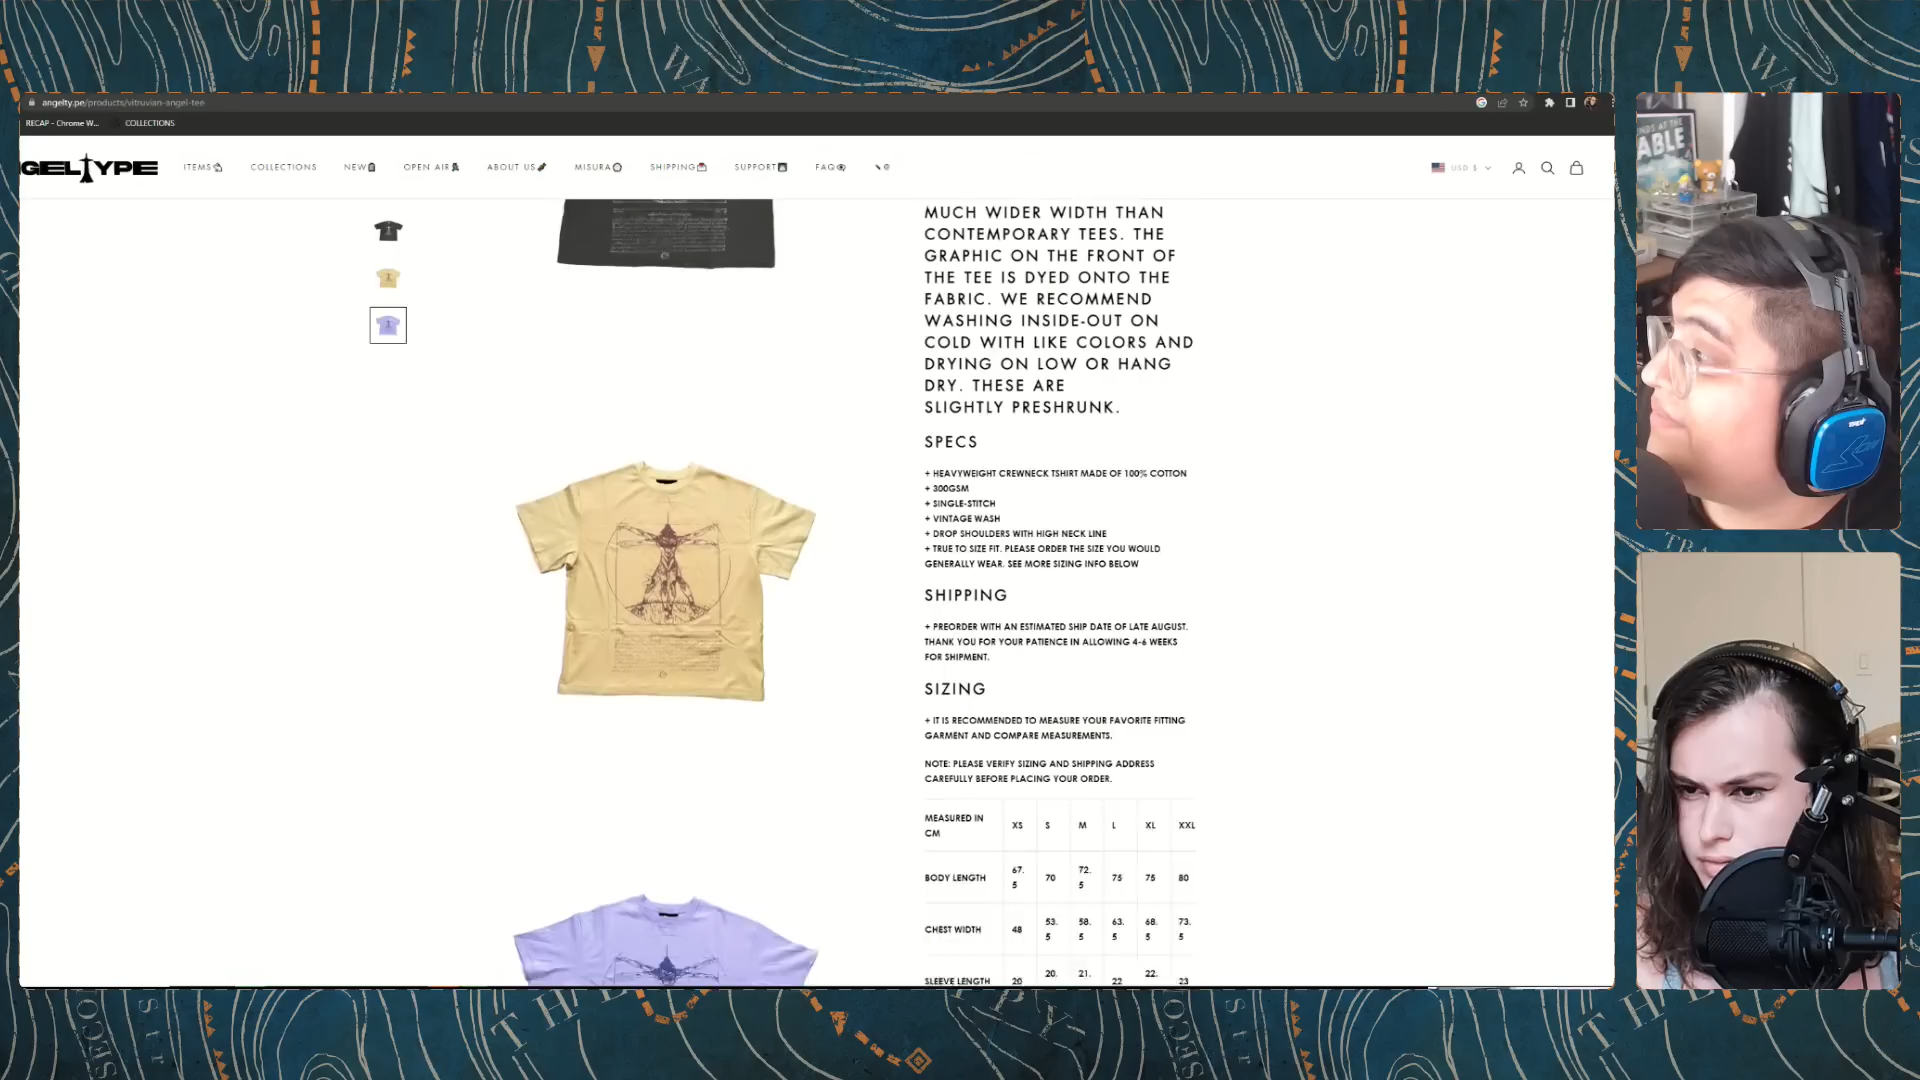 angelty.pe/products/vitruvian-angel-tee
RECAP - Chrome W...
COLLECTIONS
GELTYPE
ITEMS
COLLECTIONS
NEW
OPEN AIR
ABOUT US
MISURA
SHIPPING
SUPPORT
FAQ
USD $
MUCH WIDER WIDTH THAN
CONTEMPORARY TEES. THE
GRAPHIC ON THE FRONT OF
THE TEE IS DYED ONTO THE
FABRIC. WE RECOMMEND
WASHING INSIDE-OUT ON
COLD WITH LIKE COLORS AND
DRYING ON LOW OR HANG
DRY. THESE ARE
SLIGHTLY PRESHRUNK.
SPECS
+ HEAVYWEIGHT CREWNECK TSHIRT MADE OF 100% COTTON
+ 300GSM
+ SINGLE-STITCH
+ VINTAGE WASH
+ DROP SHOULDERS WITH HIGH NECK LINE
+ TRUE TO SIZE FIT. PLEASE ORDER THE SIZE YOU WOULD
GENERALLY WEAR. SEE MORE SIZING INFO BELOW
SHIPPING
+ PREORDER WITH AN ESTIMATED SHIP DATE OF LATE AUGUST.
THANK YOU FOR YOUR PATIENCE IN ALLOWING 4-6 WEEKS
FOR SHIPMENT.
SIZING
+ IT IS RECOMMENDED TO MEASURE YOUR FAVORITE FITTING
GARMENT AND COMPARE MEASUREMENTS.
NOTE: PLEASE VERIFY SIZING AND SHIPPING ADDRESS
CAREFULLY BEFORE PLACING YOUR ORDER.
MEASURED IN
CM
XS S M L XL XXL
BODY LENGTH 67.5 70 72.5 75 75 80
CHEST WIDTH 48 53.5 58.5 63.5 68.5 73.5
SLEEVE LENGTH 20 20. 21. 22 22. 23
ABLE